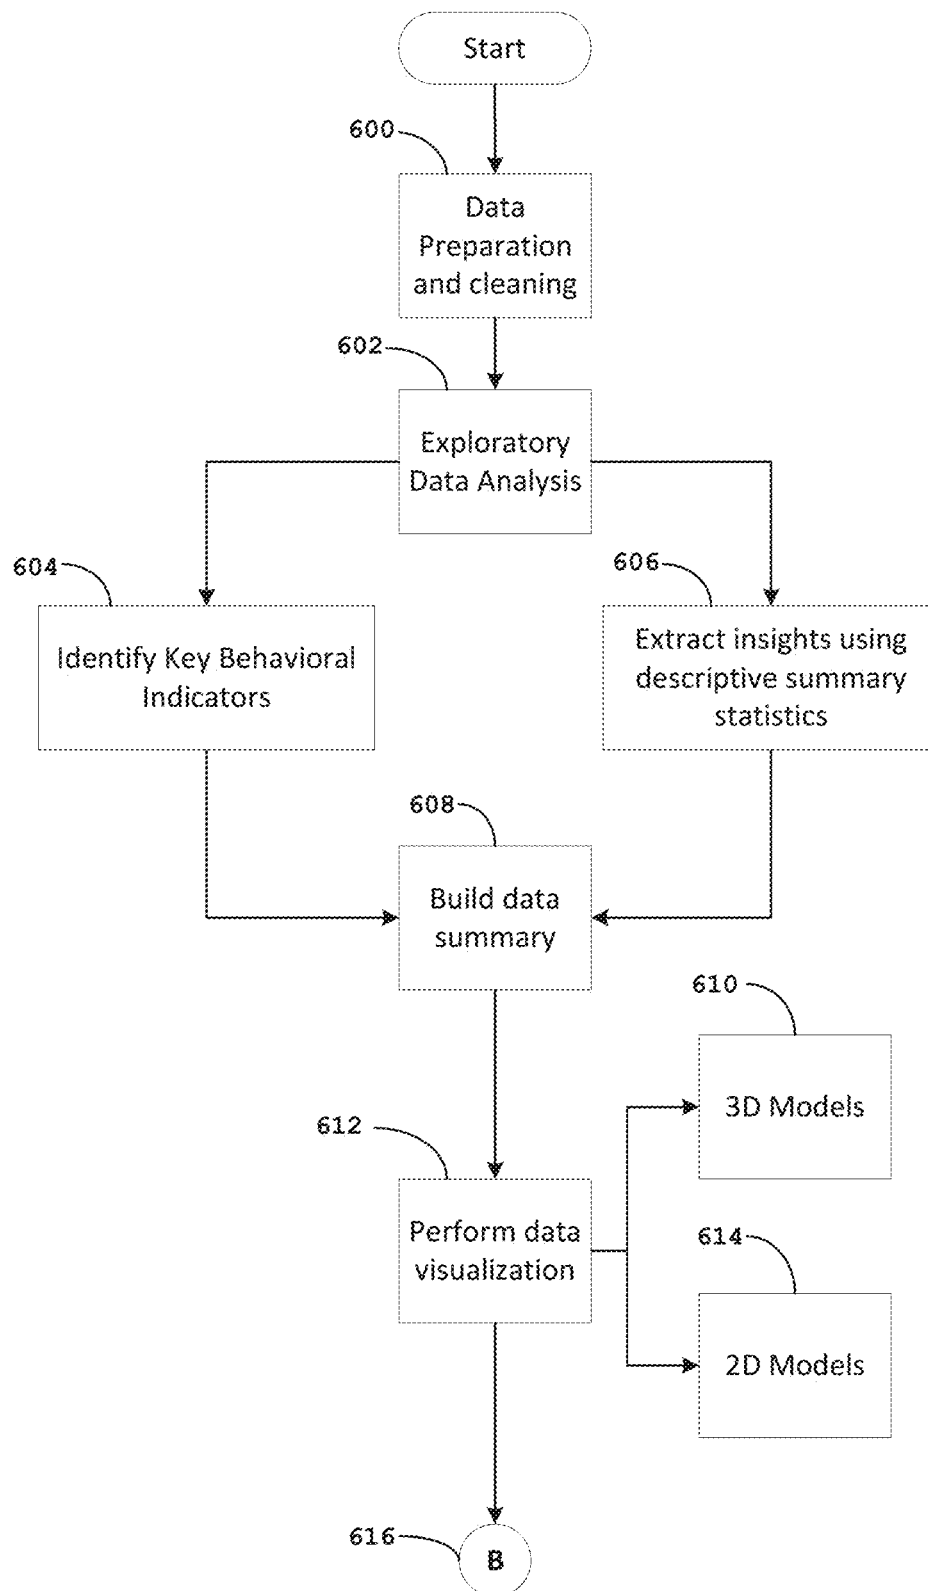 Start
600
Data
Preparation
and cleaning
602
Exploratory
Data Analysis
604
Identify Key Behavioral
Indicators
606
Extract insights using
descriptive summary
statistics
608
Build data
summary
610
3D Models
612
Perform data
visualization
614
2D Models
616
B